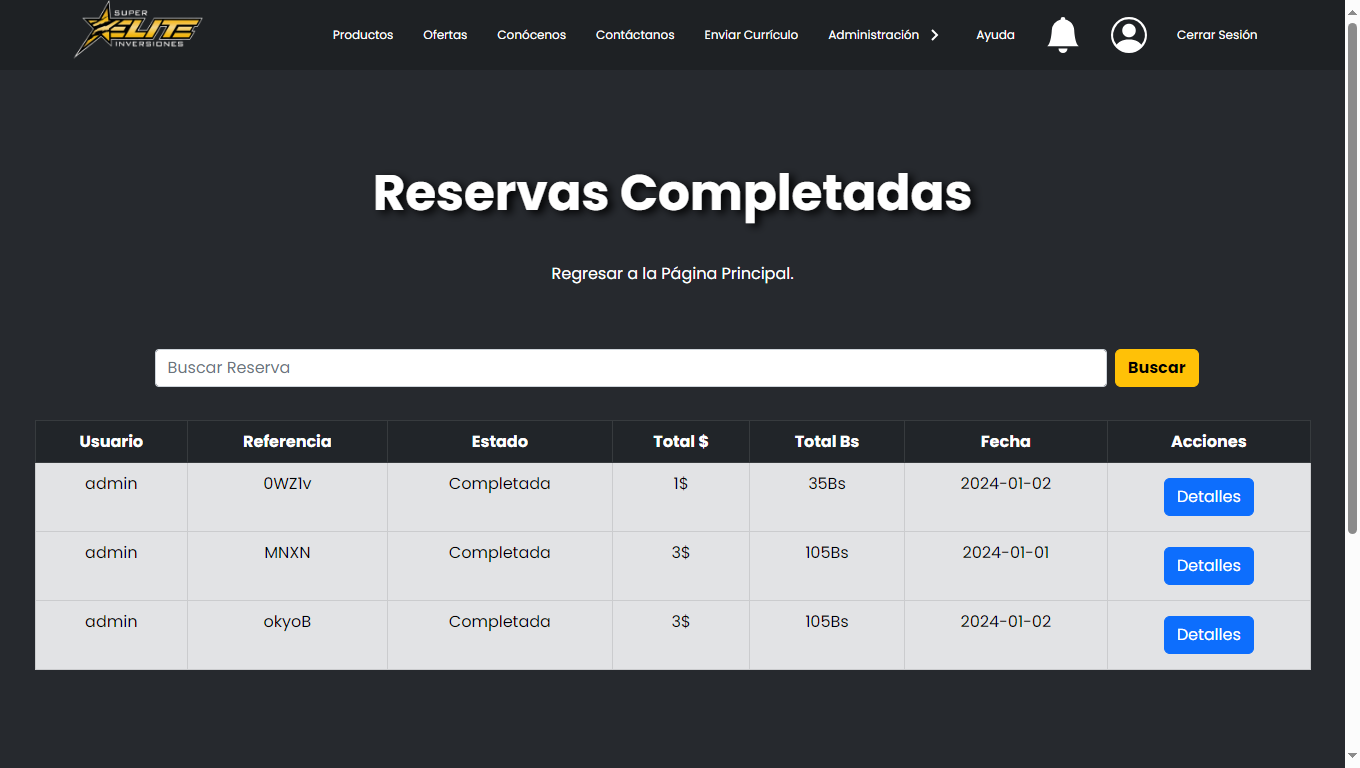 SUPER
ELITE
INVERSIONES
Productos Ofertas Conócenos Contáctanos Enviar Currículo Administración Ayuda Cerrar Sesión
Reservas Completadas
Regresar a la Página Principal.
Buscar Reserva Buscar
Usuario Referencia Estado Total $ Total Bs Fecha Acciones
admin 0WZ1v Completada 1$ 35Bs 2024-01-02 Detalles
admin MNXN Completada 3$ 105Bs 2024-01-01 Detalles
admin okyoB Completada 3$ 105Bs 2024-01-02 Detalles